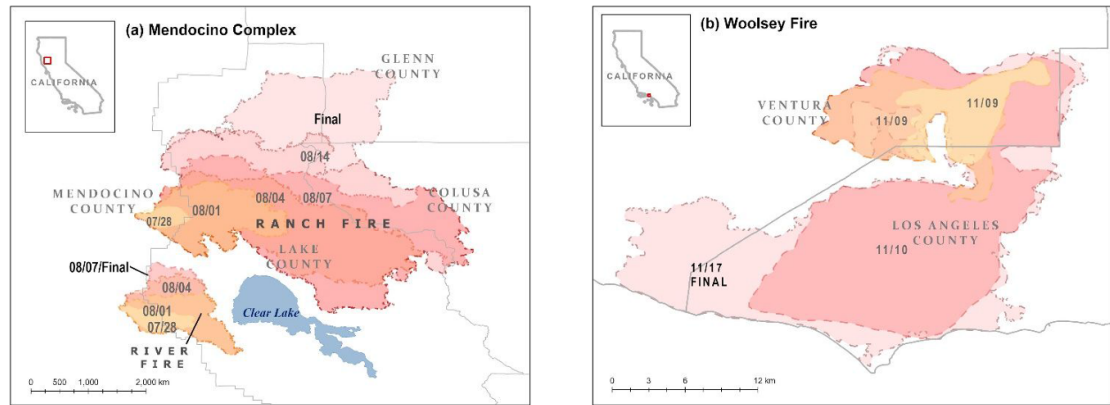 (a) Mendocino Complex
CALIFORNIA
GLENN
COUNTY
Final
08/14
MENDOCINO
COUNTY
COLUSA
COUNTY
08/04
08/07
07/28
08/01
RANCH FIRE
LAKE
COUNTY
08/07/Final
08/04
08/01
07/28
Clear Lake
RIVER
FIRE
0 500 1,000 2,000 km
(b) Woolsey Fire
CALIFORNIA
VENTURA
COUNTY
11/09
11/09
LOS ANGELES
COUNTY
11/10
11/17
FINAL
0 3 6 12 km